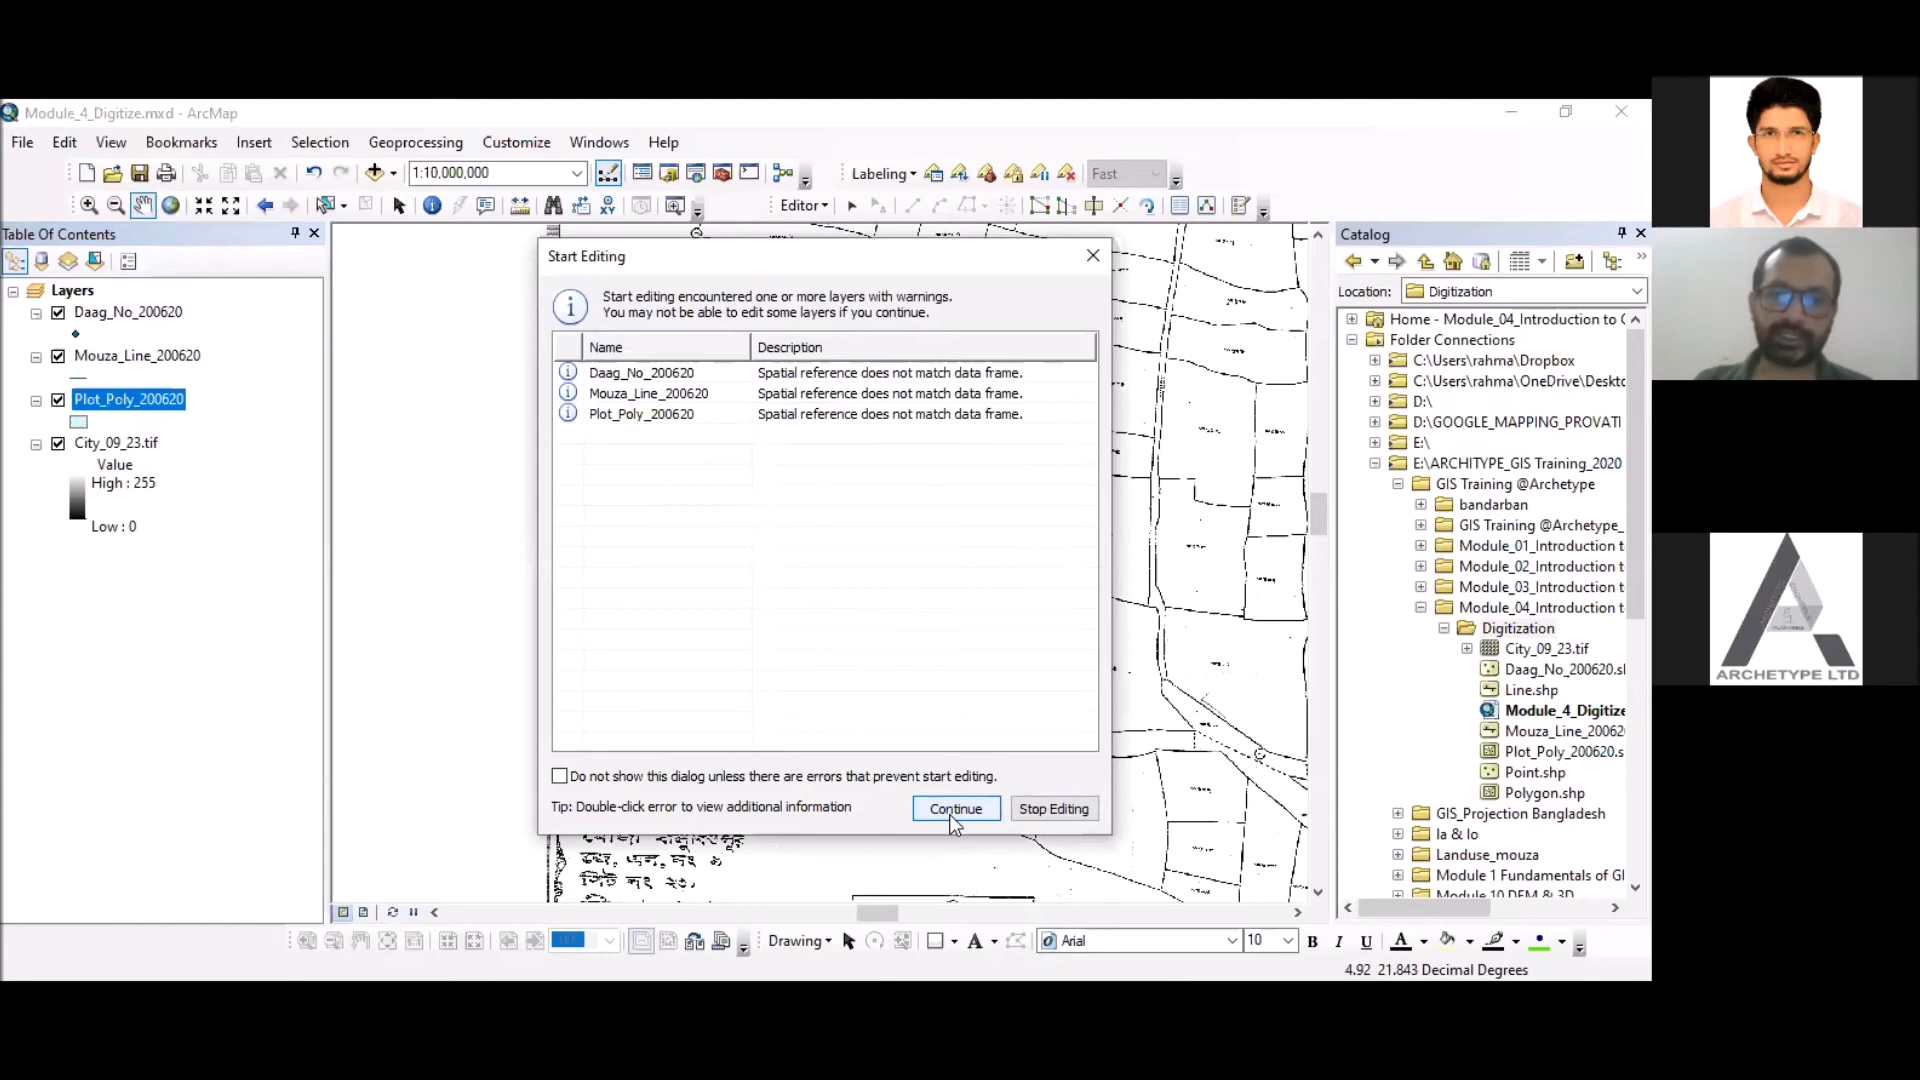 Module_4_Digitize.mxd - ArcMap
File Edit View Bookmarks Insert Selection Geoprocessing Customize Windows Help
1:10,000,000
Labeling
Fast
Editor
Table Of Contents
Layers
Daag_No_200620
Mouza_Line_200620
Plot_Poly_200620
City_09_23.tif
Value
High : 255
Low : 0
Start Editing
Start editing encountered one or more layers with warnings.
You may not be able to edit some layers if you continue.
Name Description
Daag_No_200620 Spatial reference does not match data frame.
Mouza_Line_200620 Spatial reference does not match data frame.
Plot_Poly_200620 Spatial reference does not match data frame.
Do not show this dialog unless there are errors that prevent start editing.
Tip: Double-click error to view additional information
Continue
Stop Editing
Catalog
Location: Digitization
Home - Module_04_Introduction to
Folder Connections
C:\Users\rahma\Dropbox
C:\Users\rahma\OneDrive\Deskto
D:\
D:\GOOGLE_MAPPING_PROVATI
E:\
E:\ARCHITYPE_GIS Training_2020
GIS Training @Archetype
bandarban
GIS Training @Archetype_
Module_01_Introduction t
Module_02_Introduction t
Module_03_Introduction t
Module_04_Introduction t
Digitization
City_09_23.tif
Daag_No_200620.sl
Line.shp
Module_4_Digitize
Mouza_Line_20062
Plot_Poly_200620.s
Point.shp
Polygon.shp
GIS_Projection Bangladesh
la & lo
Landuse_mouza
Module 1 Fundamentals of GI
Module 10 DEM & 3D
Drawing
A
Arial
10
B I U A
4.92 21.843 Decimal Degrees
ARCHETYPE LTD